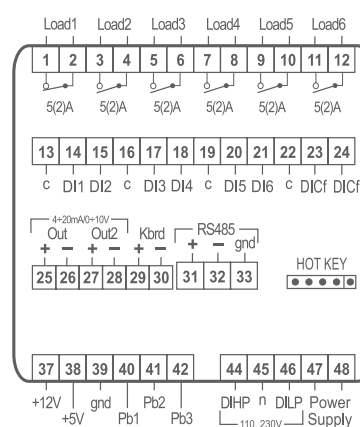 Load1 Load2 Load3 Load4 Load5 Load6
1 2 3 4 5 6 7 8 9 10 11 12
5(2)A 5(2)A 5(2)A 5(2)A 5(2)A 5(2)A
13 14 15 16 17 18 19 20 21 22 23 24
c DI1 DI2 c DI3 DI4 c DI5 DI6 c DICf DICf
4÷20mA/0÷10V
Out Out2 Kbrd RS485
+ − + − + − + − gnd
25 26 27 28 29 30 31 32 33
HOT KEY
37 38 39 40 41 42 44 45 46 47 48
+12V gnd Pb2 DIHP n DILP Power
+5V Pb1 Pb3 110, 230V Supply